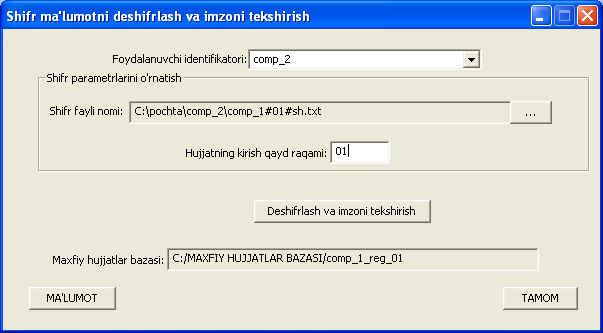 Shifr ma'lumotni deshifrlash va imzoni tekshirish
Foydalanuvchi identifikatori: comp_2
Shifr parametrlarini o'rnatish
Shifr fayli nomi: C:\pochta\comp_2\comp_1#01#sh.txt ...
Hujjatning kirish qayd raqami: 01
Deshifrlash va imzoni tekshirish
Maxfiy hujjatlar bazasi: C:/MAXFIY HUJJATLAR BAZASI/comp_1_reg_01
MA'LUMOT TAMOM